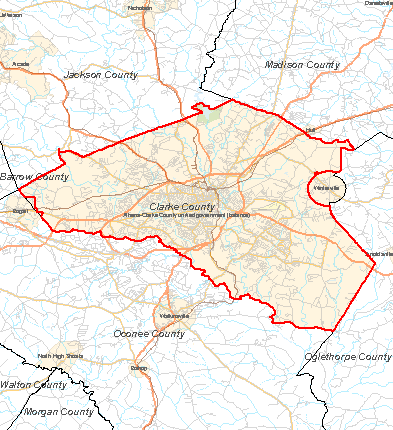 Danielsville
Nicholson
Jefferson
Arcade
Jackson County
Madison County
Hull
Barrow County
Winterville
Clarke County
Bogart
Athens-Clarke County unified government (balance)
Arnoldsville
Watkinsville
Oconee County
North High Shoals
Oglethorpe County
Bishop
Walton County
Morgan County